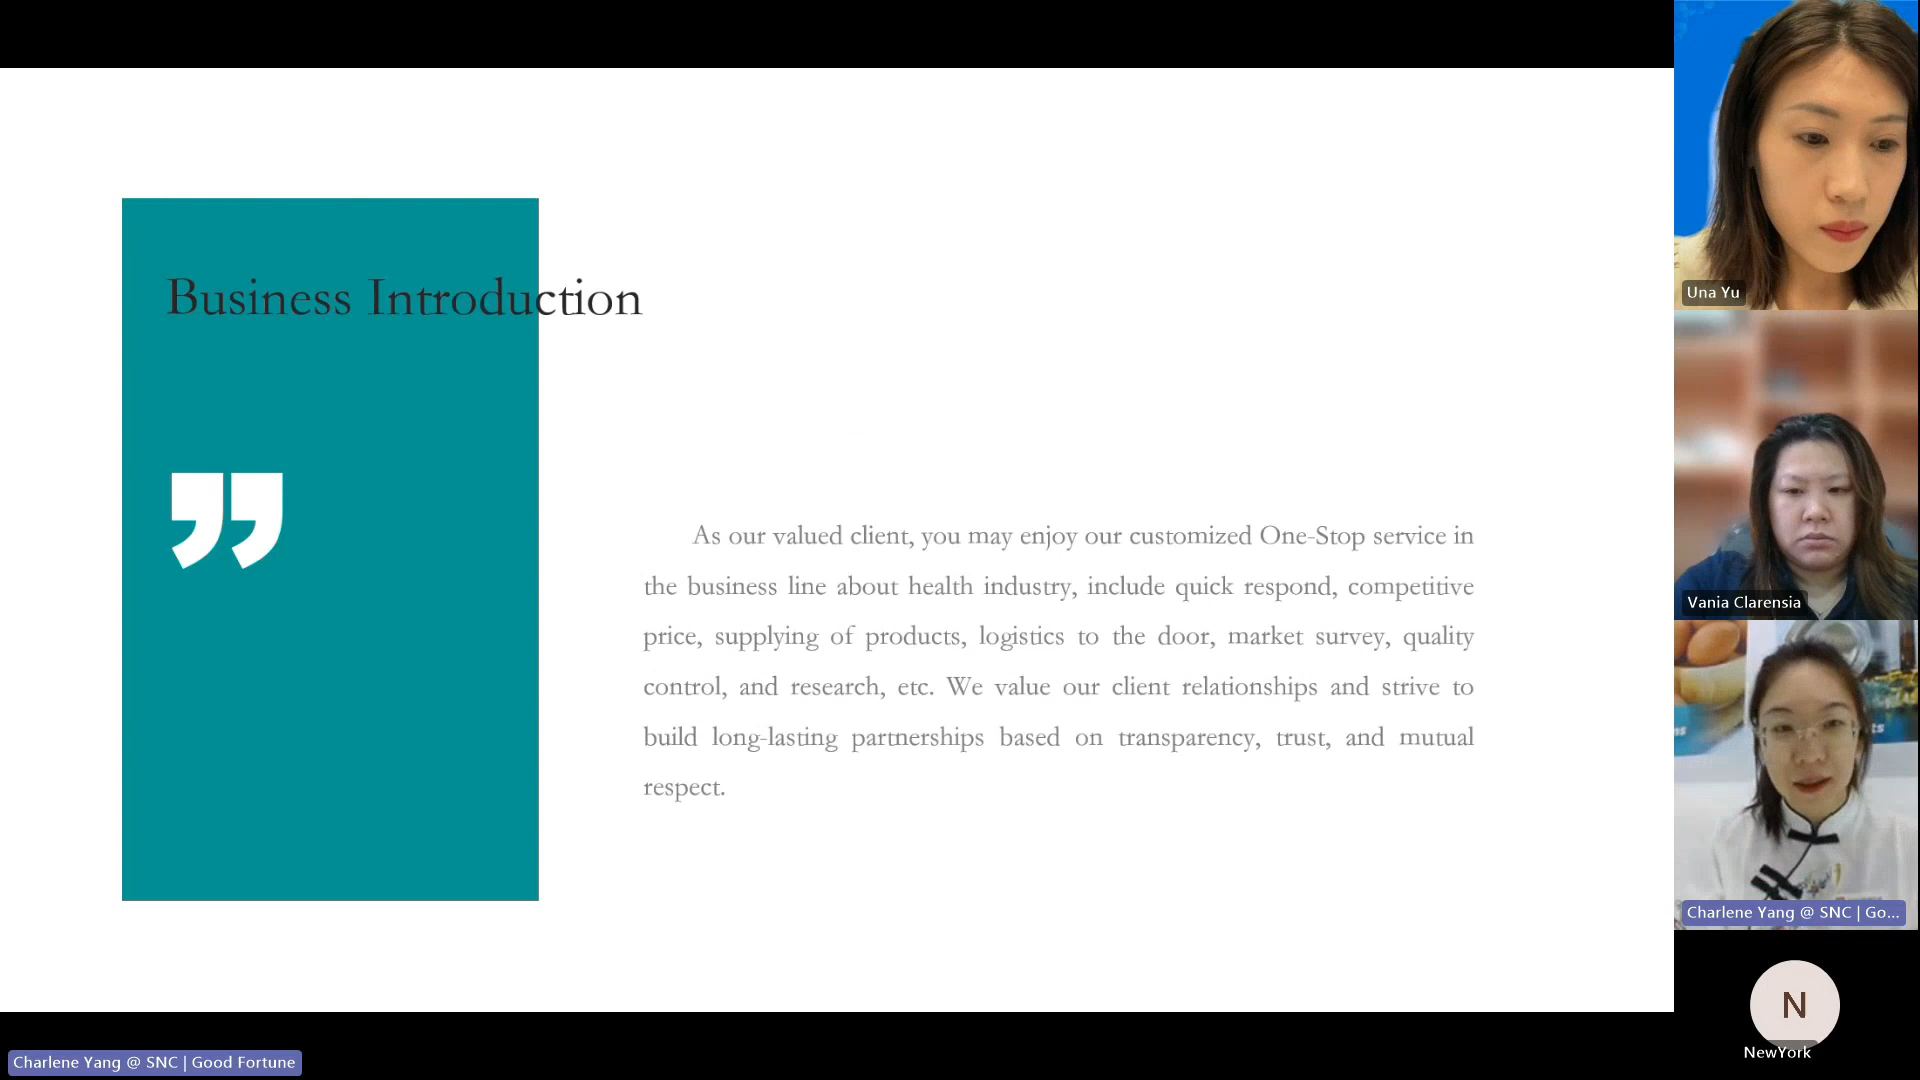 Business Introduction
As our valued client, you may enjoy our customized One-Stop service in
the business line about health industry, include quick respond, competitive
price, supplying of products, logistics to the door, market survey, quality
control, and research, etc. We value our client relationships and strive to
build long-lasting partnerships based on transparency, trust, and mutual
respect.
Una Yu
Vania Clarensia
Charlene Yang @ SNC | Go...
N
NewYork
Charlene Yang @ SNC | Good Fortune